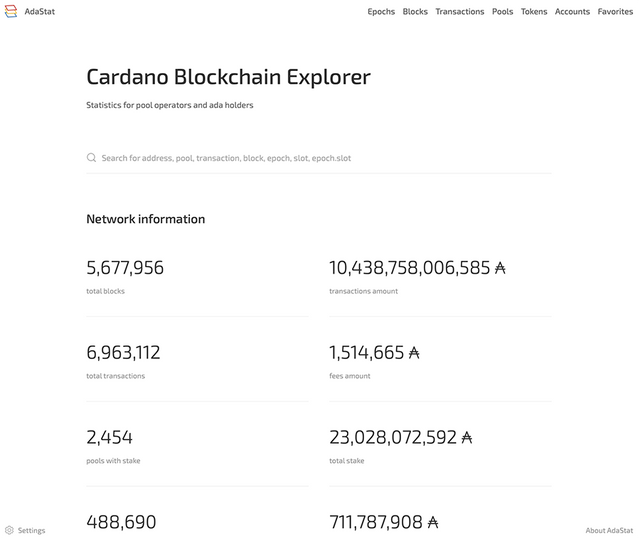 AdaStat
Epochs Blocks Transactions Pools Tokens Accounts Favorites
Cardano Blockchain Explorer
Statistics for pool operators and ada holders
Search for address, pool, transaction, block, epoch, slot, epoch.slot
Network information
5,677,956
total blocks
10,438,758,006,585 ₳
transactions amount
6,963,112
total transactions
1,514,665 ₳
fees amount
2,454
pools with stake
23,028,072,592 ₳
total stake
488,690
711,787,908 ₳
Settings
About AdaStat